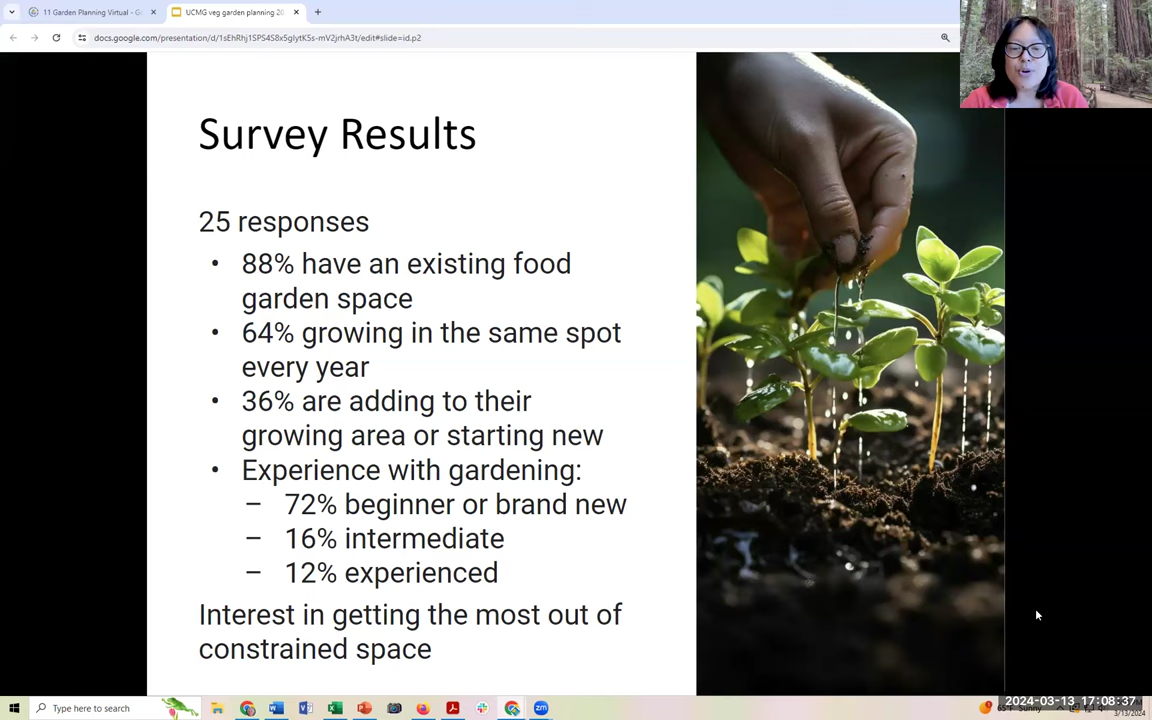 11 Garden Planning Virtual - Go
UCMG veg garden planning 20
docs.google.com/presentation/d/1sEhRhj1SPS4S8x5glytK5s-mV2jrhA3t/edit#slide=id.p2
Survey Results
25 responses
• 88% have an existing food
garden space
• 64% growing in the same spot
every year
• 36% are adding to their
growing area or starting new
• Experience with gardening:
– 72% beginner or brand new
– 16% intermediate
– 12% experienced
Interest in getting the most out of
constrained space
Type here to search
2024-03-13 17:08:37
3/13/2024